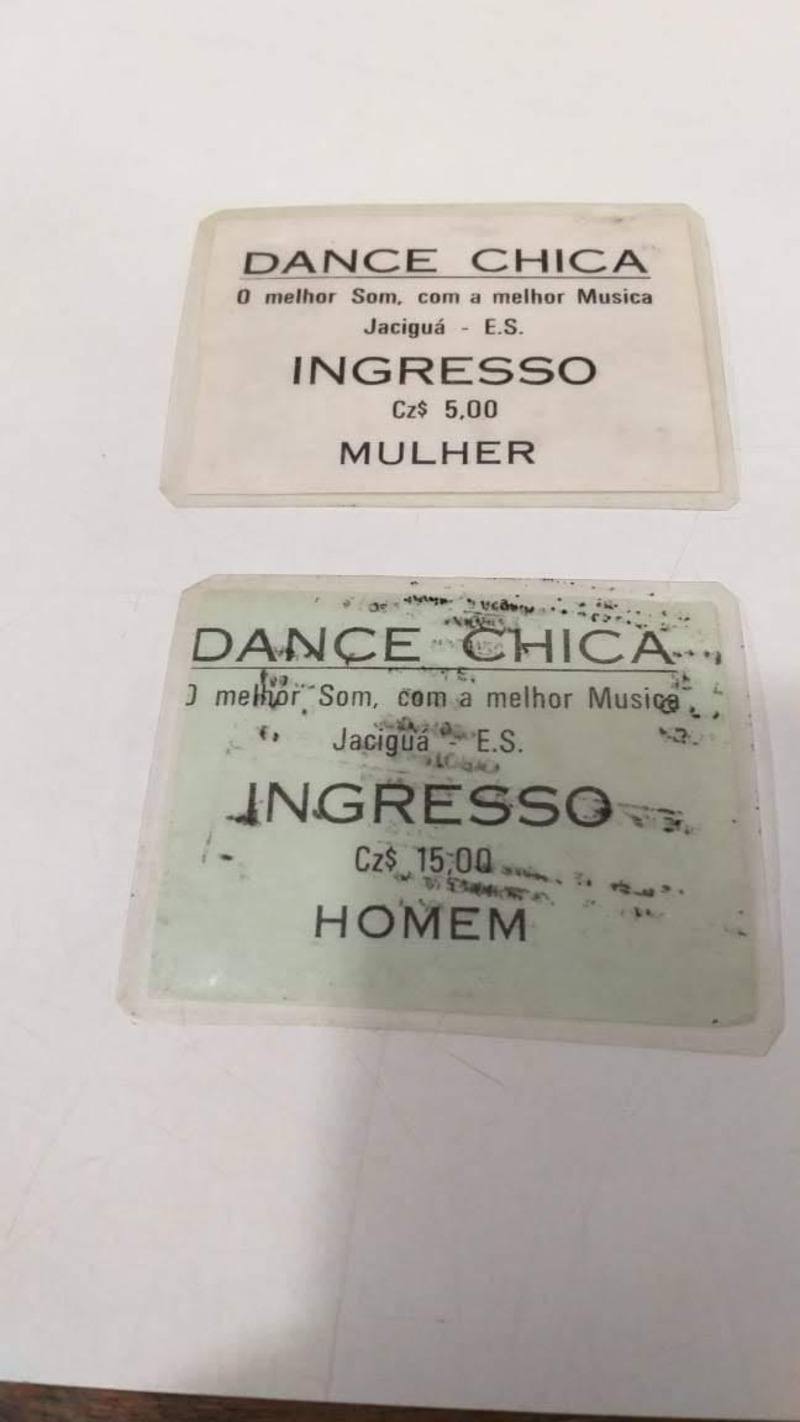 DANCE CHICA
O melhor Som, com a melhor Musica
Jaciguá - E.S.
INGRESSO
Cz$ 5,00
MULHER
DANCE CHICA
O melhor Som, com a melhor Musica
Jaciguá - E.S.
INGRESSO
Cz$ 15,00
HOMEM